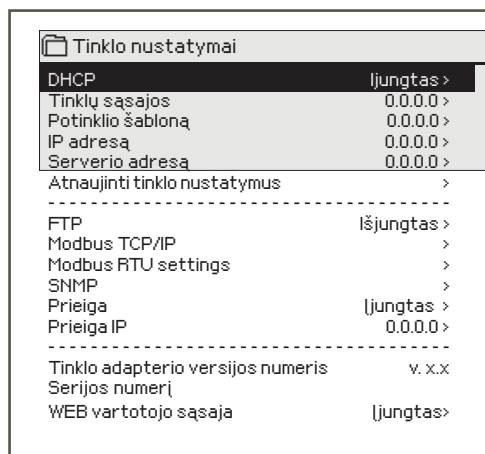 Tinklo nustatymai
DHCP Įjungtas >
Tinklų sąsajos 0.0.0.0 >
Potinklio šabloną 0.0.0.0 >
IP adresą 0.0.0.0 >
Serverio adresą 0.0.0.0 >
Atnaujinti tinklo nustatymus >
FTP Išjungtas >
Modbus TCP/IP >
Modbus RTU settings >
SNMP >
Prieiga Įjungtas >
Prieiga IP 0.0.0.0 >
Tinklo adapterio versijos numeris v. x.x
Serijos numerį
WEB vartotojo sąsaja Įjungtas>